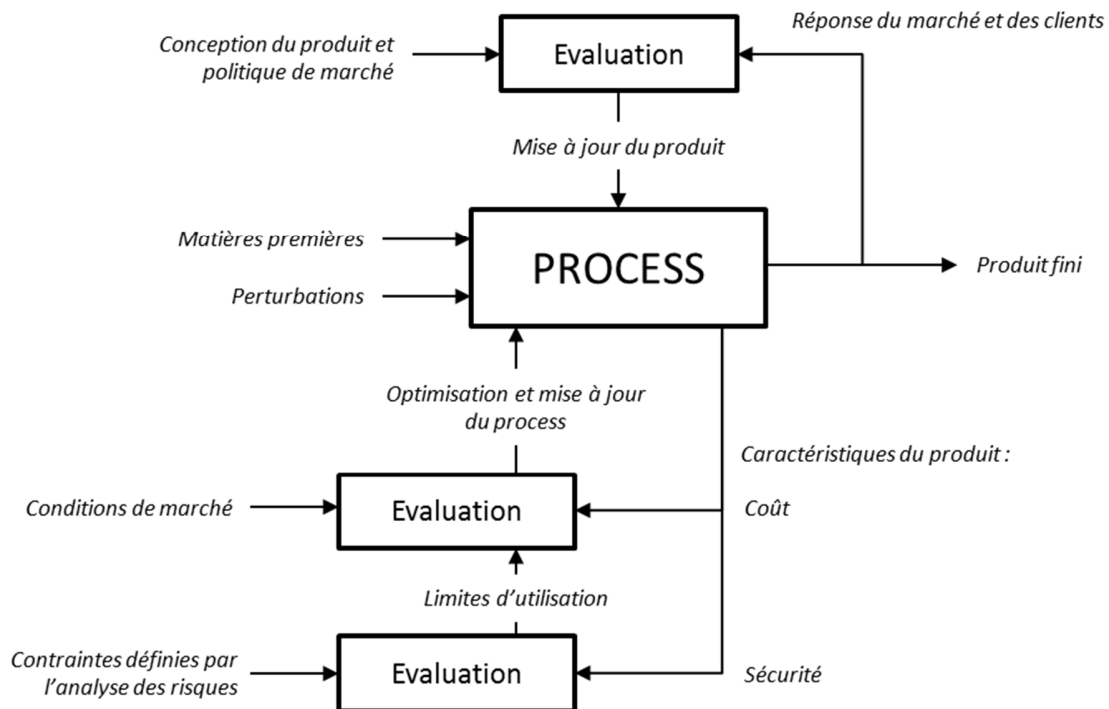 Réponse du marché et des clients
Conception du produit et
politique de marché
Evaluation
Mise à jour du produit
Matières premières
PROCESS
Produit fini
Perturbations
Optimisation et mise à jour
du process
Caractéristiques du produit :
Conditions de marché
Evaluation
Coût
Limites d’utilisation
Contraintes définies par
l’analyse des risques
Evaluation
Sécurité